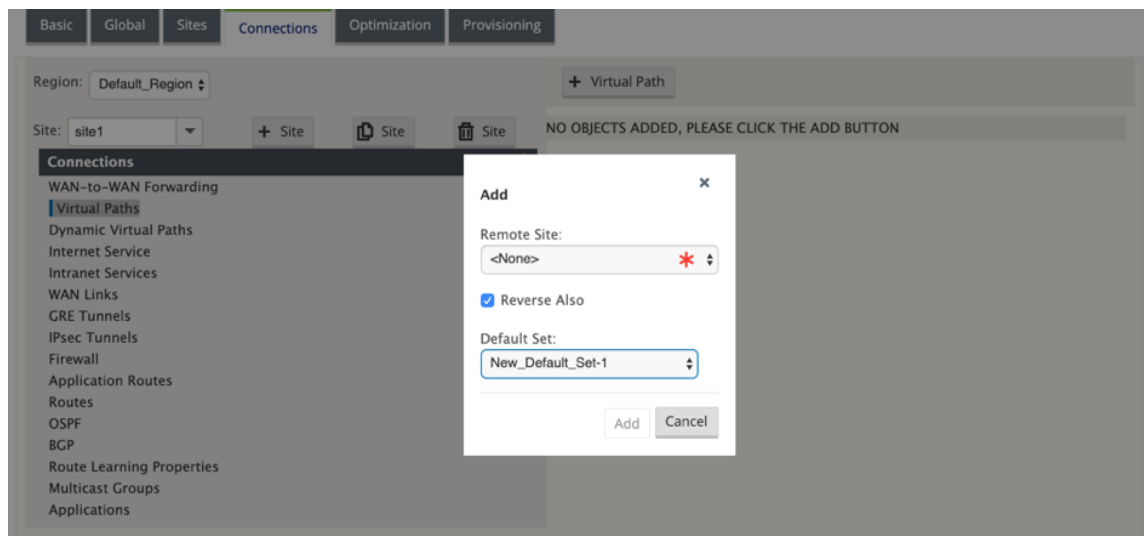 Basic Global Sites Connections Optimization Provisioning
Region: Default_Region
+ Virtual Path
Site: site1 + Site Site Site
NO OBJECTS ADDED, PLEASE CLICK THE ADD BUTTON
Connections
WAN-to-WAN Forwarding
Virtual Paths
Dynamic Virtual Paths
Internet Service
Intranet Services
WAN Links
GRE Tunnels
IPsec Tunnels
Firewall
Application Routes
Routes
OSPF
BGP
Route Learning Properties
Multicast Groups
Applications
Add ×
Remote Site:
<None> *
Reverse Also
Default Set:
New_Default_Set-1
Add Cancel